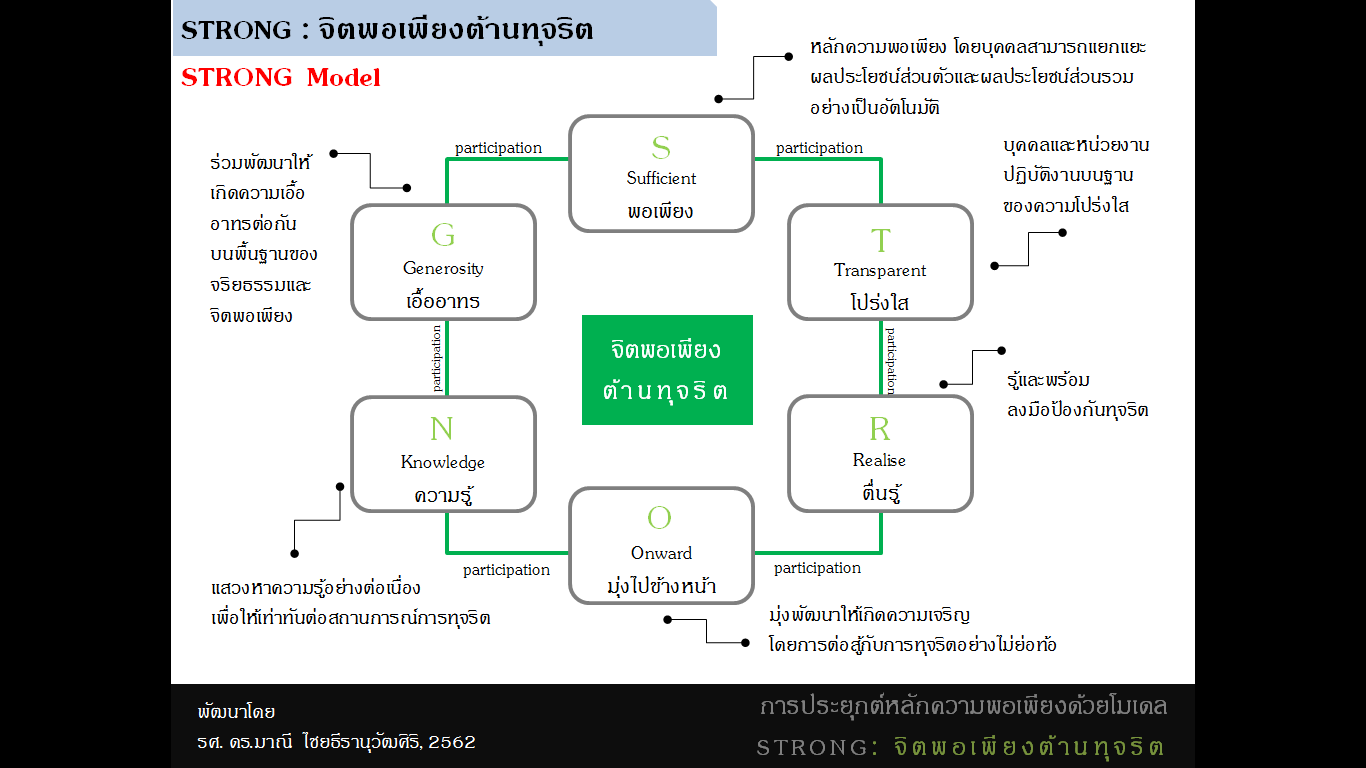 STRONG : จิตพอเพียงต้านทุจริต
STRONG Model
หลักความพอเพียง โดยบุคคลสามารถแยกแยะ
ผลประโยชน์ส่วนตัวและผลประโยชน์ส่วนรวม
อย่างเป็นอัตโนมัติ
participation
S
Sufficient
พอเพียง
participation
บุคคลและหน่วยงาน
ปฏิบัติงานบนฐาน
ของความโปร่งใส
ร่วมพัฒนาให้
เกิดความเอื้อ
อาทรต่อกัน
บนพื้นฐานของ
จริยธรรมและ
จิตพอเพียง
G
Generosity
เอื้ออาทร
T
Transparent
โปร่งใส
participation
จิตพอเพียง
ต้านทุจริต
participation
รู้และพร้อม
ลงมือป้องกันทุจริต
N
Knowledge
ความรู้
R
Realise
ตื่นรู้
O
Onward
มุ่งไปข้างหน้า
participation
participation
แสวงหาความรู้อย่างต่อเนื่อง
เพื่อให้เท่าทันต่อสถานการณ์การทุจริต
มุ่งพัฒนาให้เกิดความเจริญ
โดยการต่อสู้กับการทุจริตอย่างไม่ย่อท้อ
พัฒนาโดย
รศ. ดร.มาณี ไชยธีรานุวัฒศิริ, 2562
การประยุกต์หลักความพอเพียงด้วยโมเดล
STRONG: จิตพอเพียงต้านทุจริต